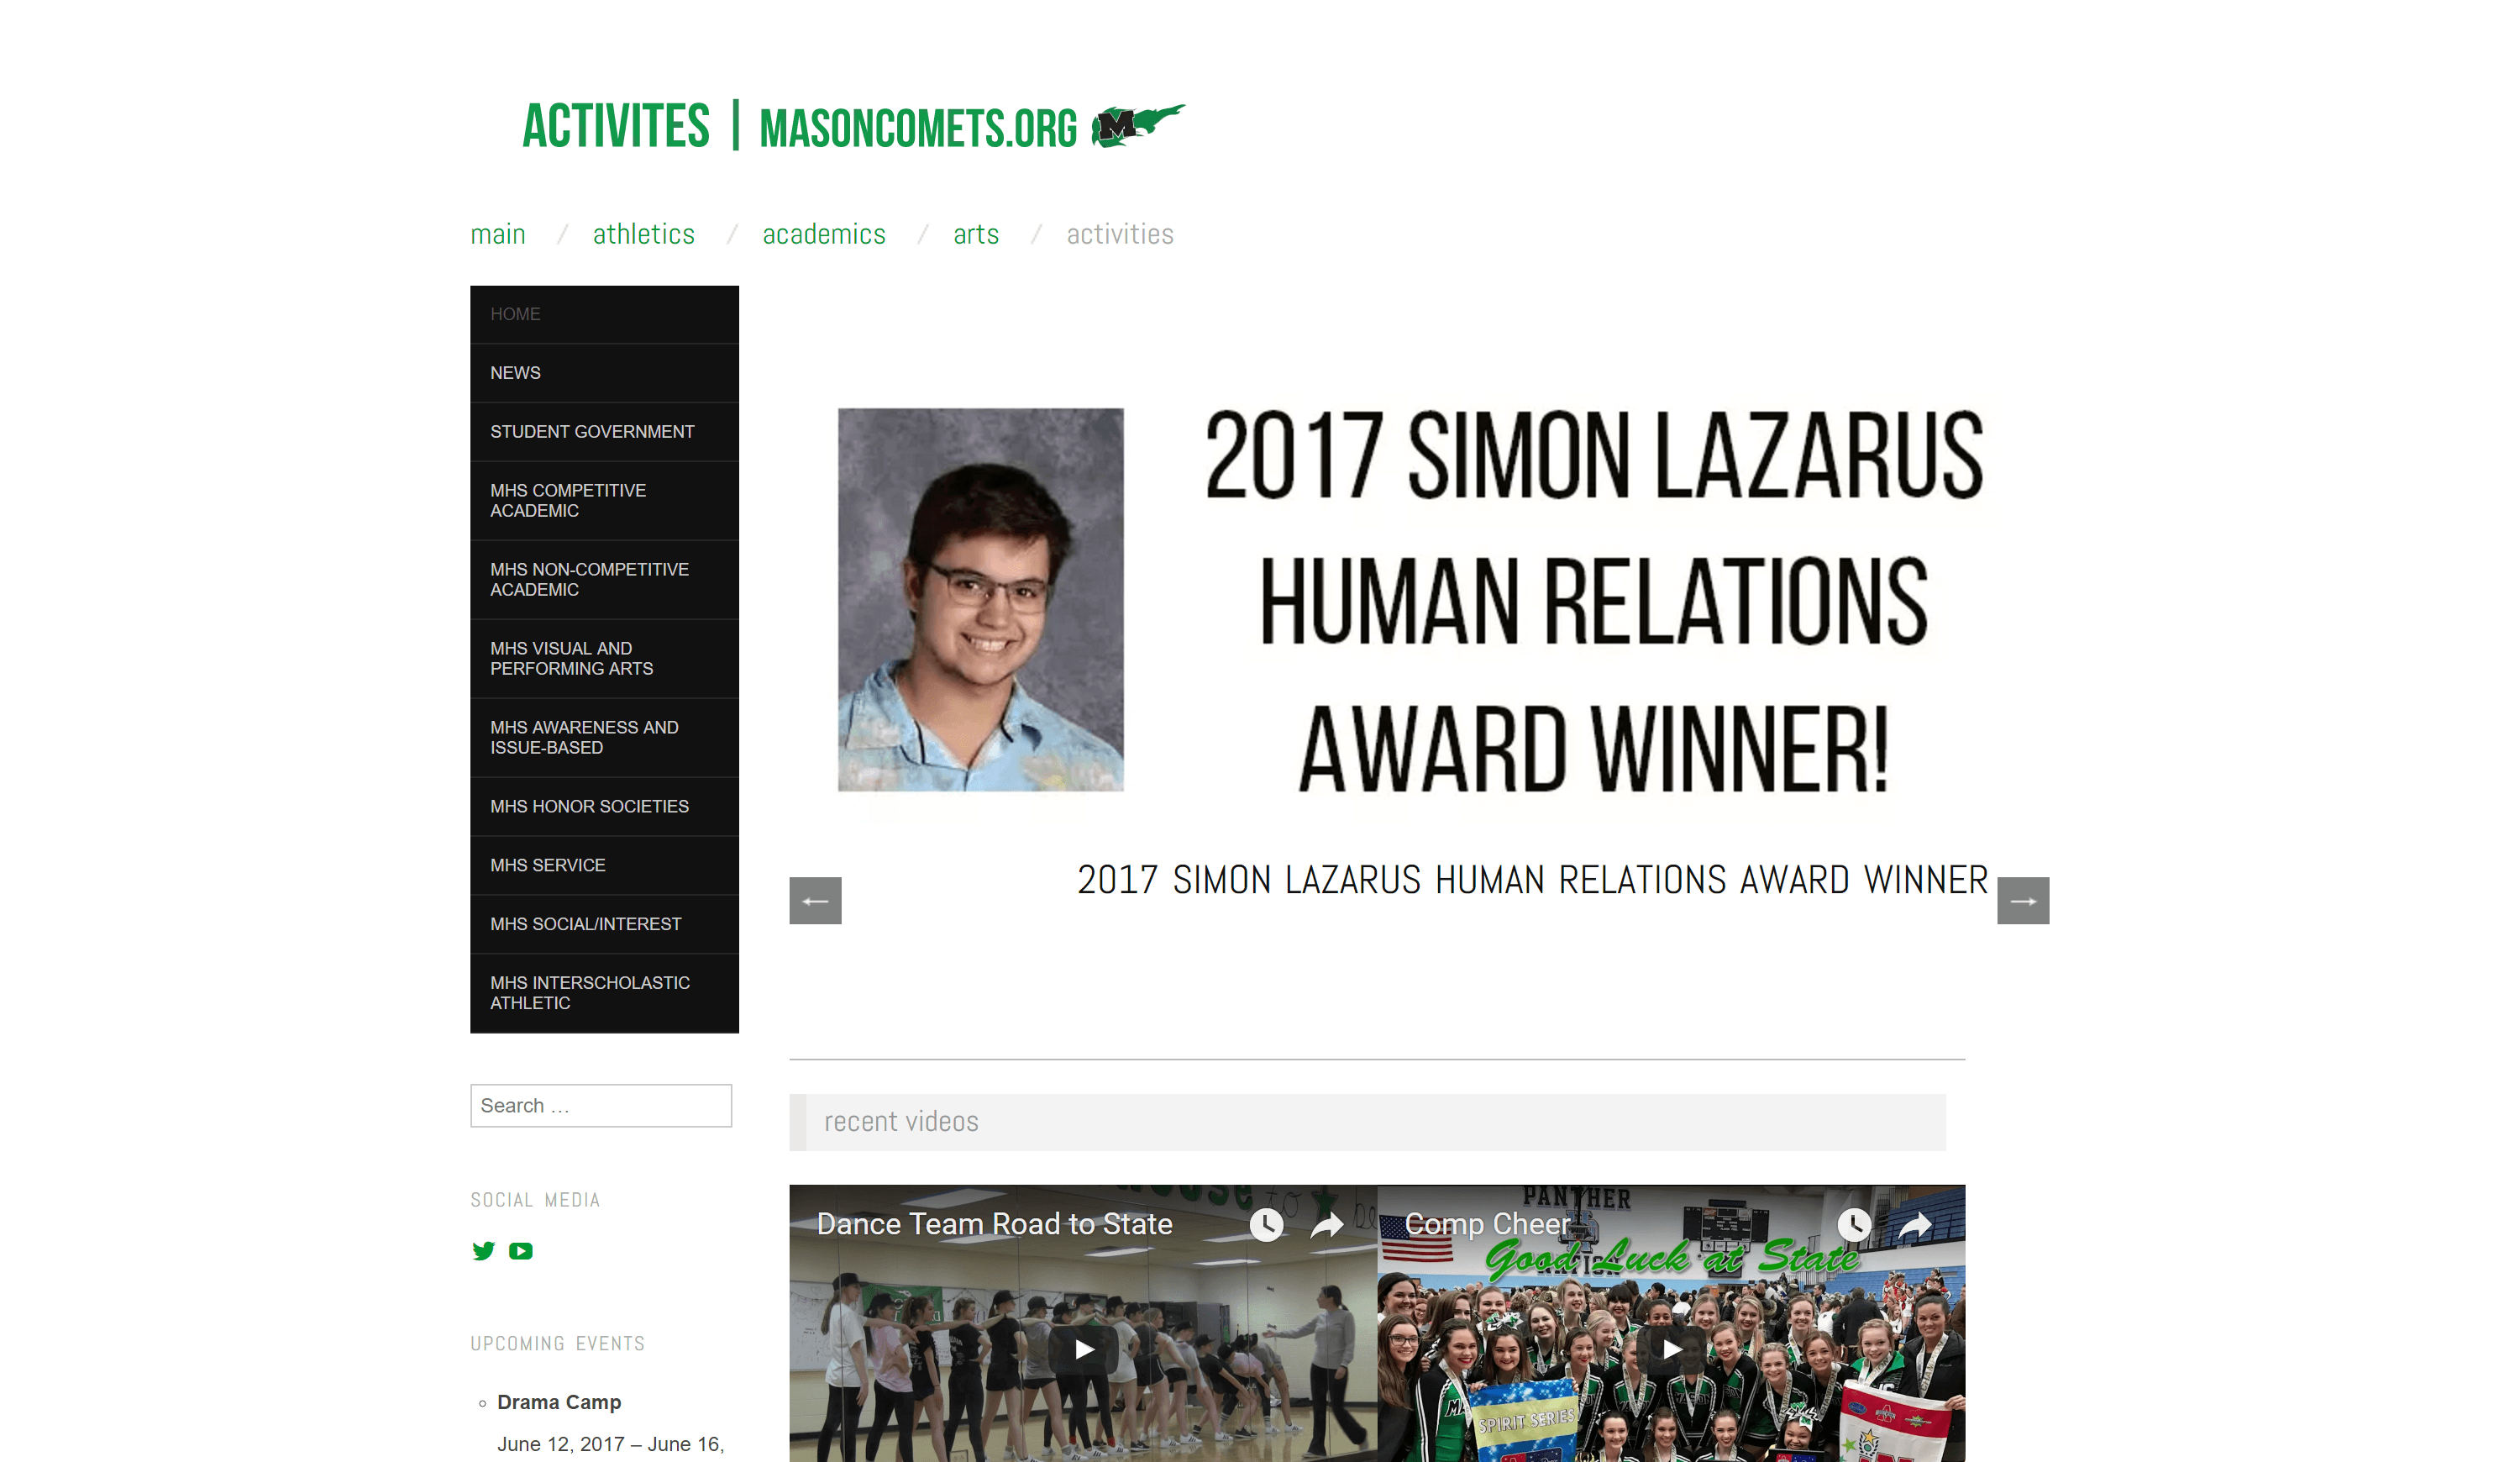 ACTIVITES | MASONCOMETS.ORG
M
main / athletics / academics / arts / activities
HOME
NEWS
STUDENT GOVERNMENT
MHS COMPETITIVE
ACADEMIC
MHS NON-COMPETITIVE
ACADEMIC
MHS VISUAL AND
PERFORMING ARTS
MHS AWARENESS AND
ISSUE-BASED
MHS HONOR SOCIETIES
MHS SERVICE
MHS SOCIAL/INTEREST
MHS INTERSCHOLASTIC
ATHLETIC
Search …
SOCIAL MEDIA
UPCOMING EVENTS
Drama Camp
June 12, 2017 – June 16,
2017 SIMON LAZARUS
HUMAN RELATIONS
AWARD WINNER!
2017 SIMON LAZARUS HUMAN RELATIONS AWARD WINNER
recent videos
Dance Team Road to State
Comp Cheer
PANTHER
Good Luck at State
SPIRIT SERIES